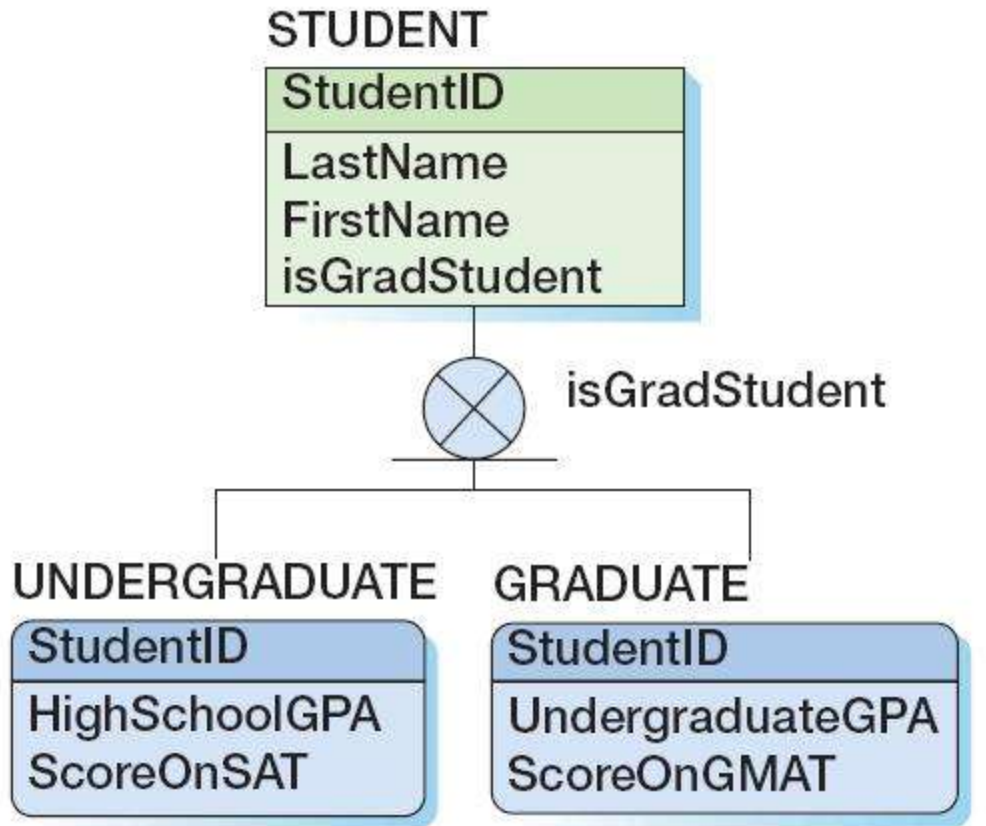 STUDENT
StudentID
LastName
FirstName
isGradStudent
isGradStudent
UNDERGRADUATE
StudentID
HighSchoolGPA
ScoreOnSAT
GRADUATE
StudentID
UndergraduateGPA
ScoreOnGMAT